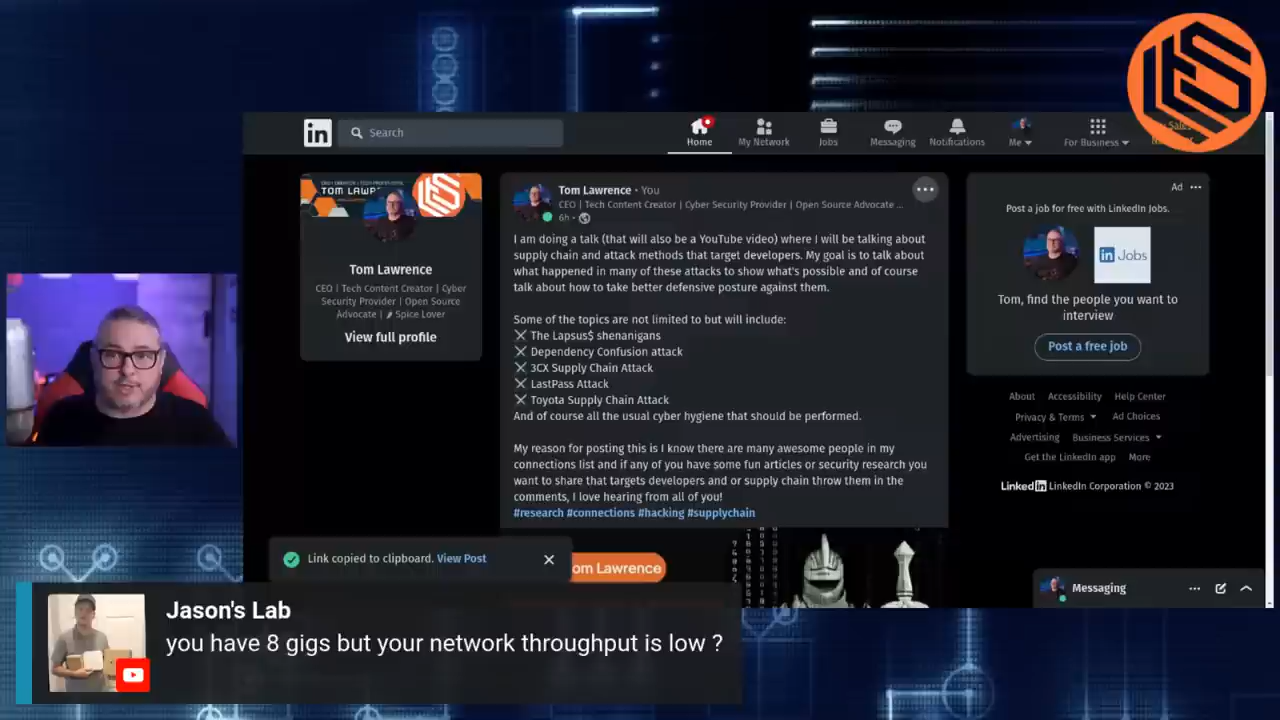 Search
Home
My Network
Jobs
Messaging
Notifications
Me
For Business
TOM LAWR
Tom Lawrence
CEO | Tech Content Creator | Cyber
Security Provider | Open Source
Advocate | 🌶 Spice Lover
View full profile
Tom Lawrence · You
CEO | Tech Content Creator | Cyber Security Provider | Open Source Advocate ...
6h ·
I am doing a talk (that will also be a YouTube video) where I will be talking about
supply chain and attack methods that target developers. My goal is to talk about
what happened in many of these attacks to show what's possible and of course
talk about how to take better defensive posture against them.
Some of the topics are not limited to but will include:
⚔ The Lapsus$ shenanigans
⚔ Dependency Confusion attack
⚔ 3CX Supply Chain Attack
⚔ LastPass Attack
⚔ Toyota Supply Chain Attack
And of course all the usual cyber hygiene that should be performed.
My reason for posting this is I know there are many awesome people in my
connections list and if any of you have some fun articles or security research you
want to share that targets developers and or supply chain throw them in the
comments, I love hearing from all of you!
#research #connections #hacking #supplychain
om Lawrence
Ad ...
Post a job for free with LinkedIn Jobs.
in Jobs
Tom, find the people you want to
interview
Post a free job
About Accessibility Help Center
Privacy & Terms Ad Choices
Advertising Business Services
Get the LinkedIn app More
LinkedIn LinkedIn Corporation © 2023
Link copied to clipboard. View Post
Messaging
Jason's Lab
you have 8 gigs but your network throughput is low ?